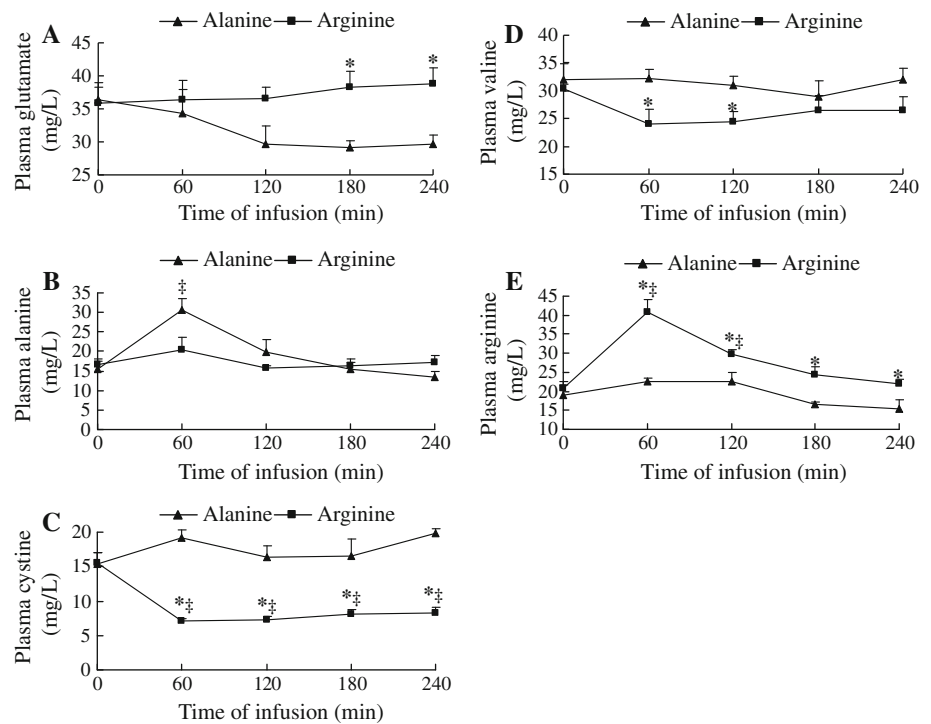 A
Alanine Arginine
Plasma glutamate
(mg/L)
45
40
35
30
25
* *
0 60 120 180 240
Time of infusion (min)
B
Alanine Arginine
Plasma alanine
(mg/L)
35
30
25
20
15
10
5
0
‡
0 60 120 180 240
Time of infusion (min)
C
Alanine Arginine
Plasma cystine
(mg/L)
20
15
10
5
0
*‡ *‡ *‡ *‡
0 60 120 180 240
Time of infusion (min)
D
Alanine Arginine
Plasma valine
(mg/L)
40
35
30
25
20
15
* *
0 60 120 180 240
Time of infusion (min)
E
Alanine Arginine
Plasma arginine
(mg/L)
45
40
35
30
25
20
15
10
*‡ *‡ * *
0 60 120 180 240
Time of infusion (min)